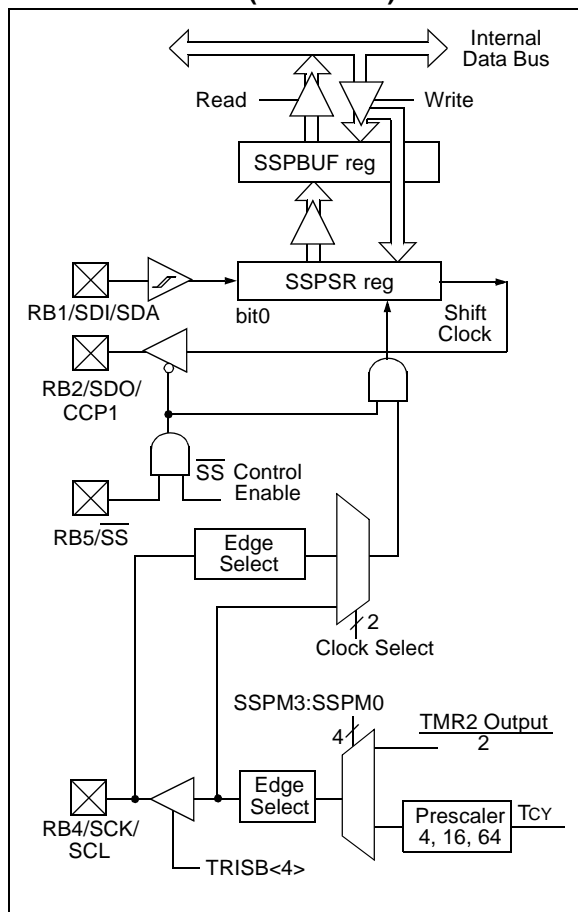 Internal
Data Bus
Read
Write
SSPBUF reg
SSPSR reg
RB1/SDI/SDA
bit0
Shift
Clock
RB2/SDO/
CCP1
SS Control
Enable
RB5/SS
Edge
Select
2
Clock Select
SSPM3:SSPM0
4
TMR2 Output
2
Edge
Select
Prescaler
4, 16, 64
TCY
RB4/SCK/
SCL
TRISB<4>